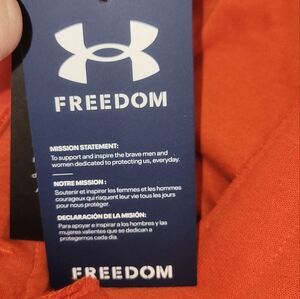 FREEDOM
MISSION STATEMENT:
To support and inspire the brave men and
women dedicated to protecting us, everyday.
NOTRE MISSION :
Soutenir et inspirer les femmes et les hommes
courageux qui risquent leur vie tous les jours
pour nous protéger.
DECLARACIÓN DE LA MISIÓN:
Para apoyar e inspirar a los hombres y las
mujeres valientes que se dedican a
protegernos cada día.
FREEDOM